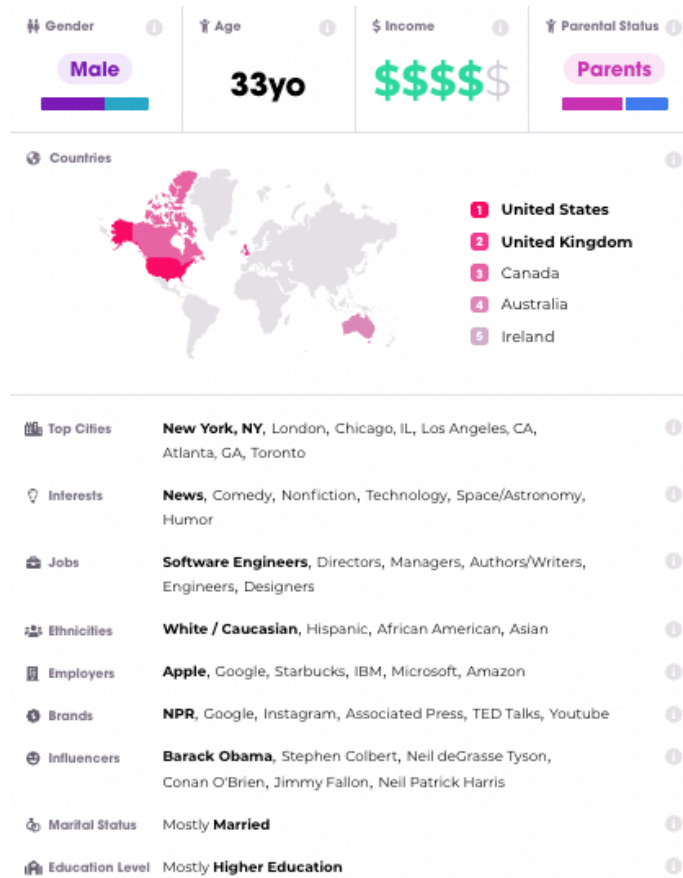 Gender
Age
$ Income
Parental Status
Male
33yo
$$$$$
Parents
Countries
1 United States
2 United Kingdom
3 Canada
4 Australia
5 Ireland
Top Cities
New York, NY, London, Chicago, IL, Los Angeles, CA,
Atlanta, GA, Toronto
Interests
News, Comedy, Nonfiction, Technology, Space/Astronomy,
Humor
Jobs
Software Engineers, Directors, Managers, Authors/Writers,
Engineers, Designers
Ethnicities
White / Caucasian, Hispanic, African American, Asian
Employers
Apple, Google, Starbucks, IBM, Microsoft, Amazon
Brands
NPR, Google, Instagram, Associated Press, TED Talks, Youtube
Influencers
Barack Obama, Stephen Colbert, Neil deGrasse Tyson,
Conan O'Brien, Jimmy Fallon, Neil Patrick Harris
Marital Status
Mostly Married
Education Level
Mostly Higher Education